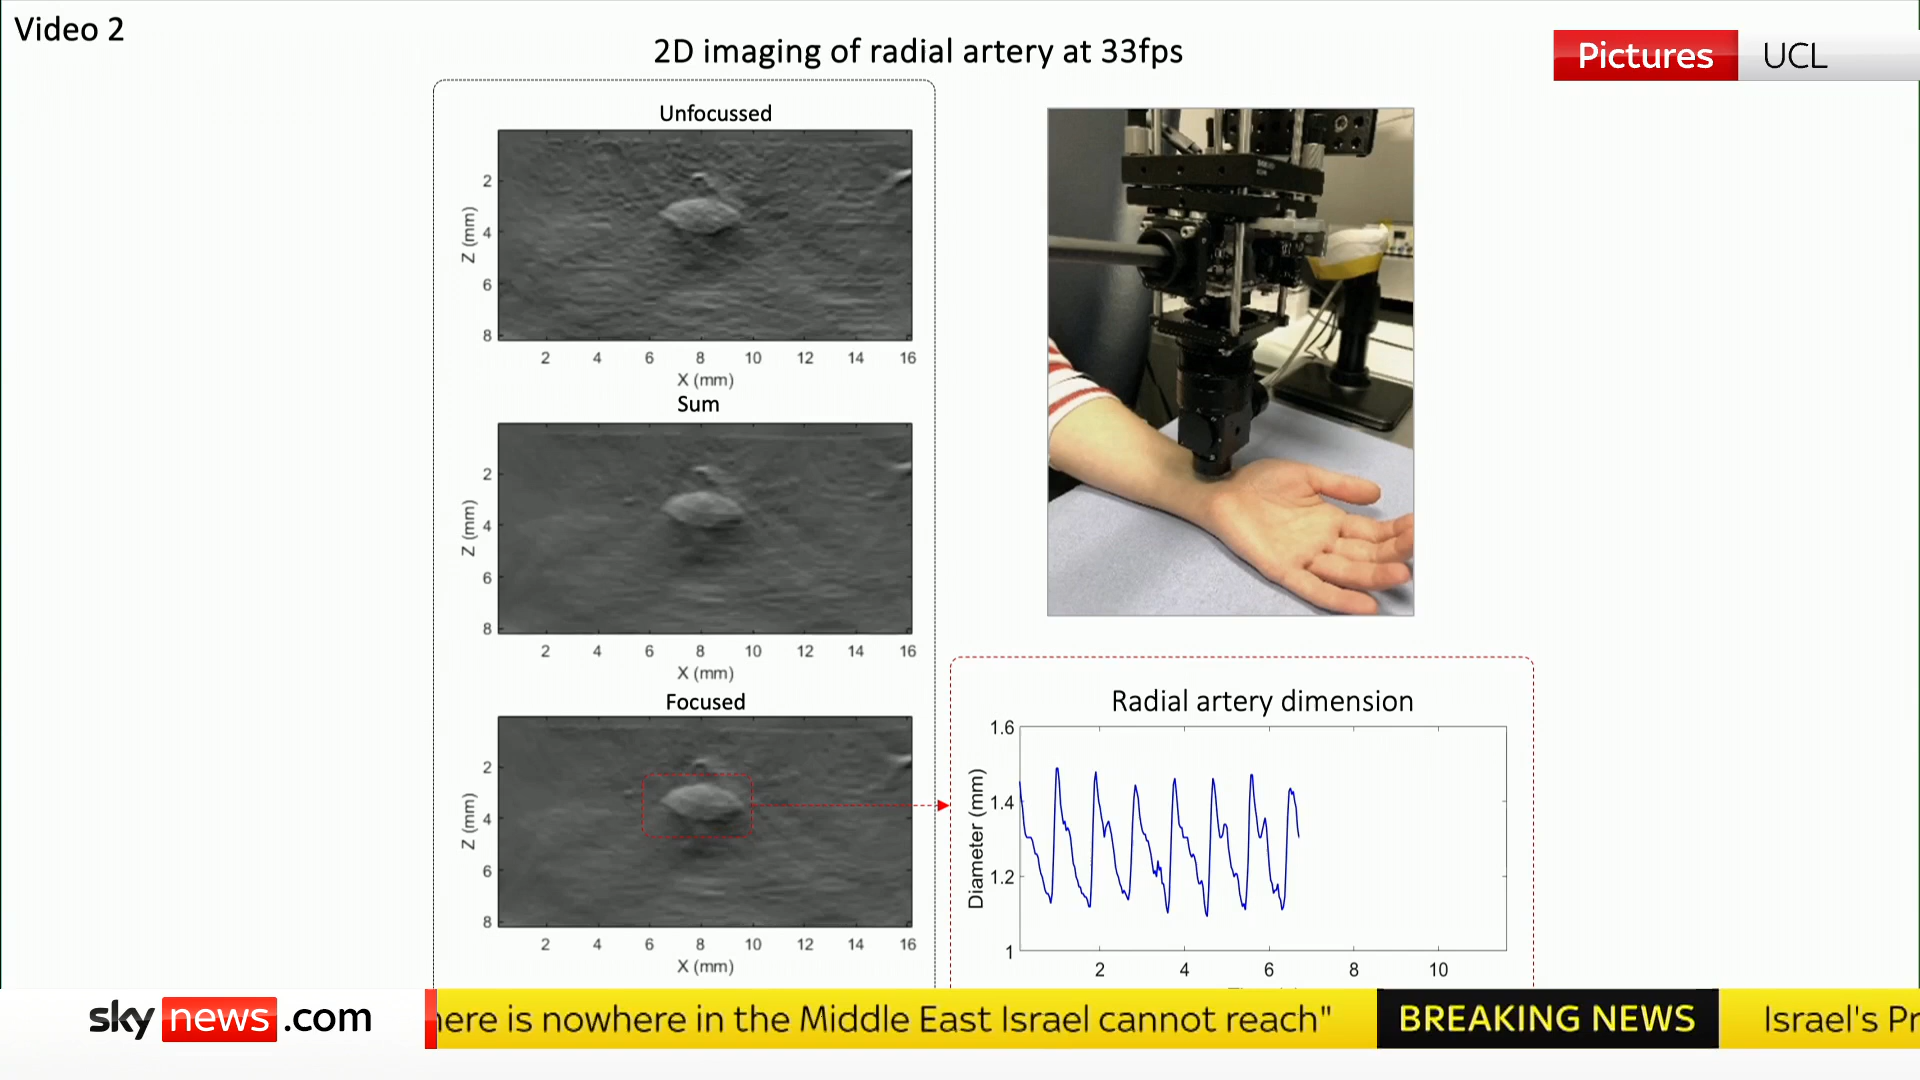 Video 2
2D imaging of radial artery at 33fps
Pictures UCL
Unfocussed
2
4
6
8
Z (mm)
2 4 6 8 10 12 14 16
X (mm)
Sum
2
4
6
8
Z (mm)
2 4 6 8 10 12 14 16
X (mm)
Focused
2
4
6
8
Z (mm)
2 4 6 8 10 12 14 16
X (mm)
Radial artery dimension
1.6
1.4
1.2
1
Diameter (mm)
2 4 6 8 10
sky news .com
here is nowhere in the Middle East Israel cannot reach" BREAKING NEWS Israel's Pr